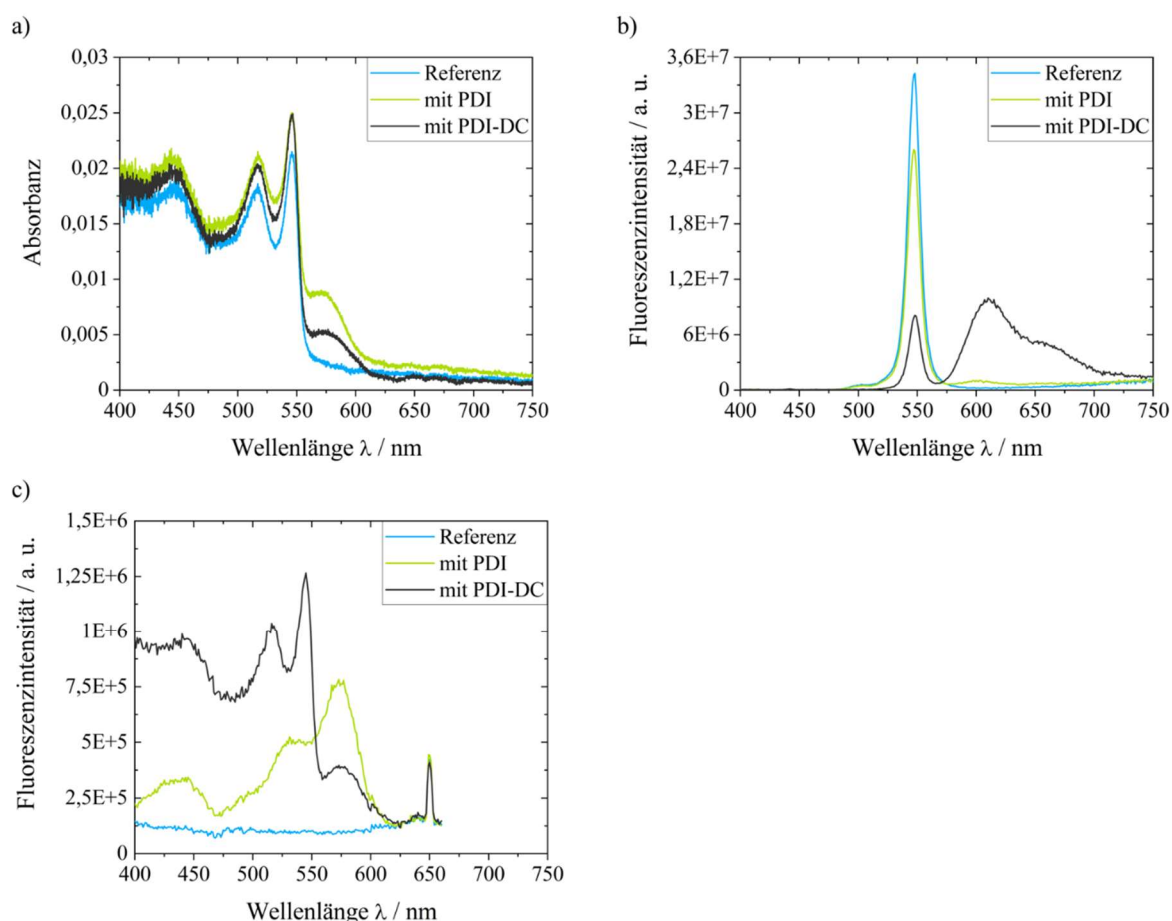 a)
Absorbanz
0,03
0,025
0,02
0,015
0,01
0,005
0
Referenz
mit PDI
mit PDI-DC
400 450 500 550 600 650 700 750
Wellenlänge λ / nm
b)
Fluoreszenzintensität / a. u.
3,6E+7
3E+7
2,4E+7
1,8E+7
1,2E+7
6E+6
0
Referenz
mit PDI
mit PDI-DC
400 450 500 550 600 650 700 750
Wellenlänge λ / nm
c)
Fluoreszenzintensität / a. u.
1,5E+6
1,25E+6
1E+6
7,5E+5
5E+5
2,5E+5
0
Referenz
mit PDI
mit PDI-DC
400 450 500 550 600 650 700 750
Wellenlänge λ / nm